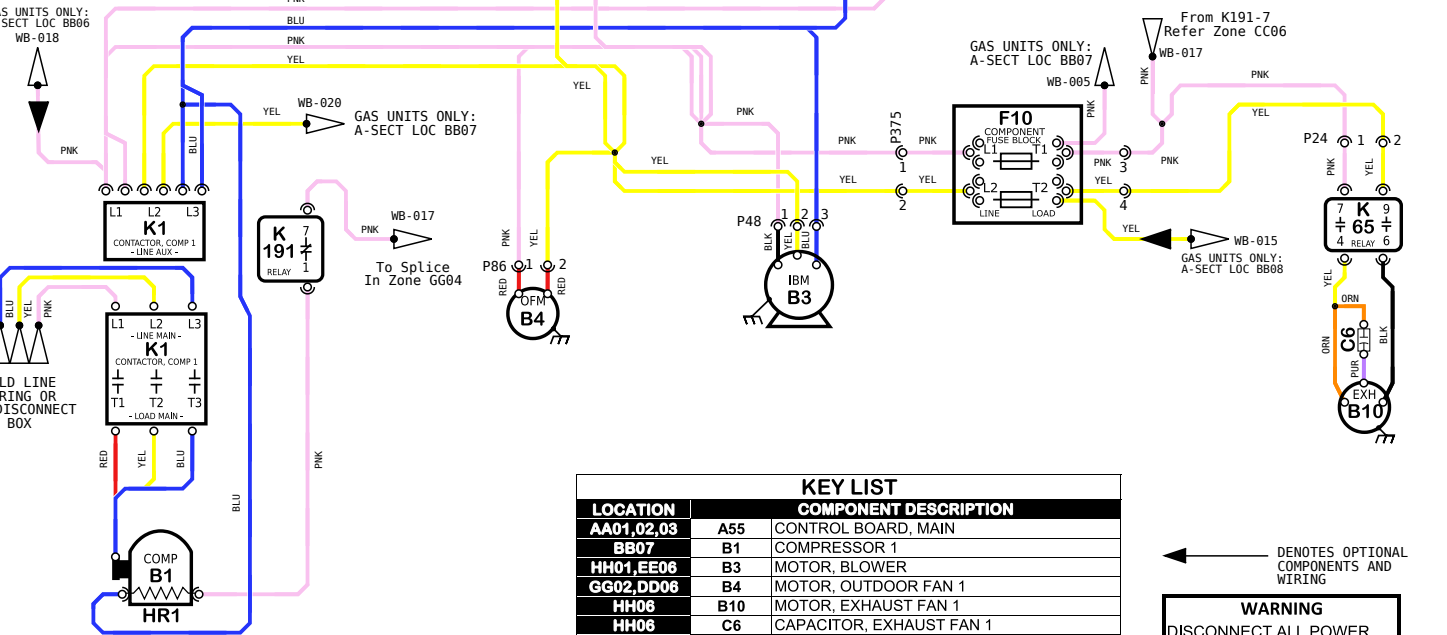 AS UNITS ONLY:
SECT LOC BB06
WB-018
BLU
PNK
YEL
YEL
WB-020
GAS UNITS ONLY:
A-SECT LOC BB07
YEL
PNK
BLU
L1 L2 L3
K1
CONTACTOR, COMP 1
- LINE AUX -
K
191
7
1
RELAY
PNK
WB-017
To Splice
In Zone GG04
BLU
YEL
PNK
L1 L2 L3
- LINE MAIN -
K1
CONTACTOR, COMP 1
T1 T2 T3
- LOAD MAIN -
LD LINE
RING OR
DISCONNECT
BOX
RED
YEL
BLU
PNK
BLU
COMP
B1
HR1
PNK
YEL
P86
1
2
RED
RED
OFM
B4
PNK
YEL
P48
1 2 3
BLK
YEL
BLU
IBM
B3
PNK
P375
PNK
1
YEL
YEL
2
GAS UNITS ONLY:
A-SECT LOC BB07
WB-005
PNK
F10
COMPONENT
FUSE BLOCK
L1 T1
L2 T2
LINE LOAD
From K191-7
Refer Zone CC06
WB-017
PNK
PNK
PNK
3
PNK
YEL
4
YEL
YEL
WB-015
GAS UNITS ONLY:
A-SECT LOC BB08
P24
1
2
PNK
YEL
K
65
7 9
4 6
RELAY
YEL
ORN
ORN
C6
PUR
BLK
EXH
B10
KEY LIST
LOCATION COMPONENT DESCRIPTION
AA01,02,03 A55 CONTROL BOARD, MAIN
BB07 B1 COMPRESSOR 1
HH01,EE06 B3 MOTOR, BLOWER
GG02,DD06 B4 MOTOR, OUTDOOR FAN 1
HH06 B10 MOTOR, EXHAUST FAN 1
HH06 C6 CAPACITOR, EXHAUST FAN 1
DENOTES OPTIONAL
COMPONENTS AND
WIRING
WARNING
DISCONNECT ALL POWER